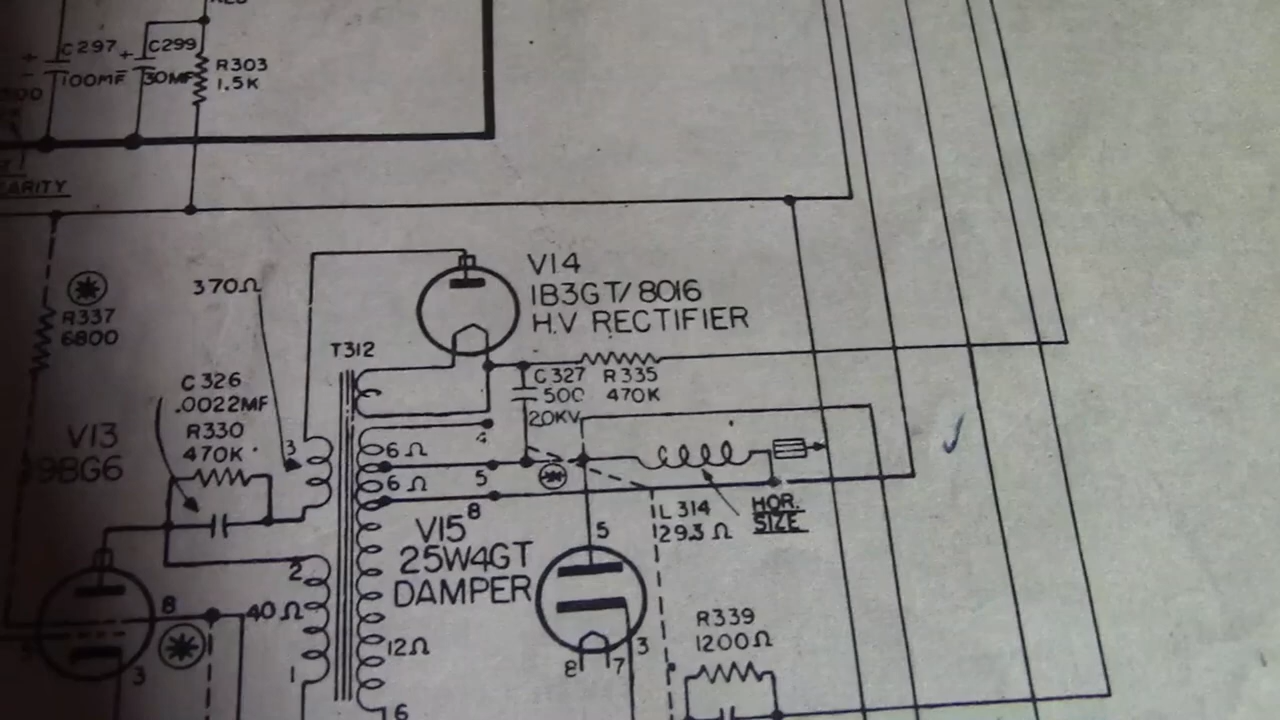 C297
+
100MF
+
C299
30MF
R303
1.5K
ARITY
R337
6800
370Ω
V14
1B3GT/8016
H.V RECTIFIER
T312
C326
.0022MF
R330
470K
V13
9BG6
3
C327
500
20KV
R335
470K
4
6Ω
5
6Ω
8
V15
25W4GT
DAMPER
L314
29.3Ω
HOR.
SIZE
5
2
40Ω
8
3
1
12Ω
6
8
7
3
R339
1200Ω